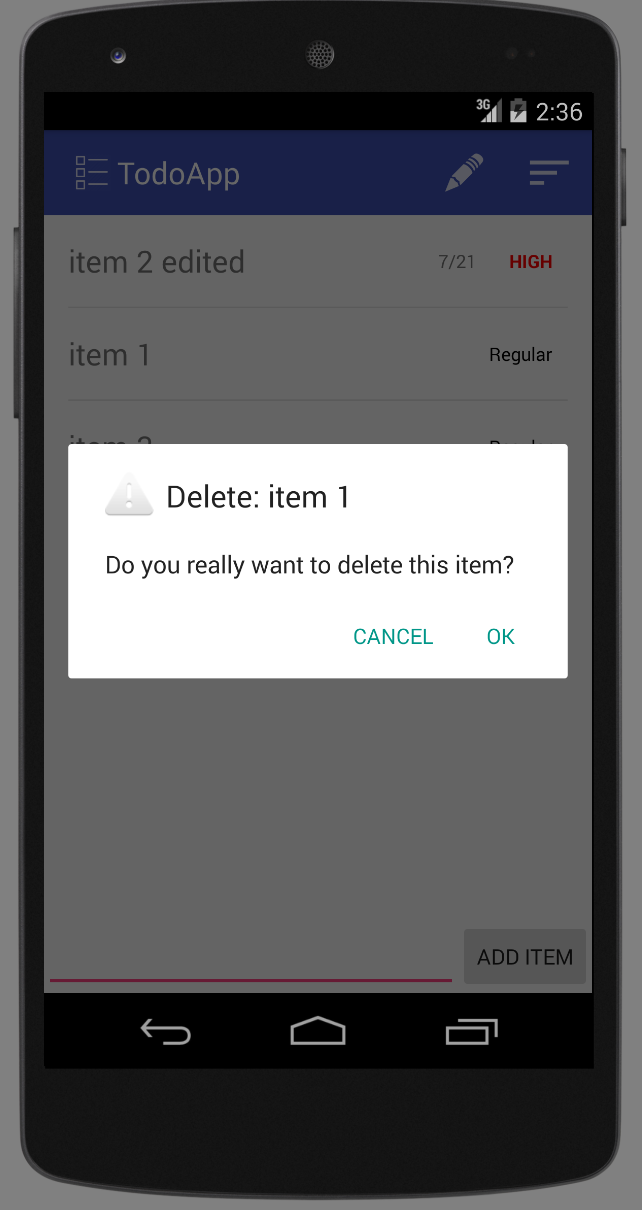 3G 2:36
TodoApp
item 2 edited 7/21 HIGH
item 1 Regular
Delete: item 1
Do you really want to delete this item?
CANCEL OK
ADD ITEM